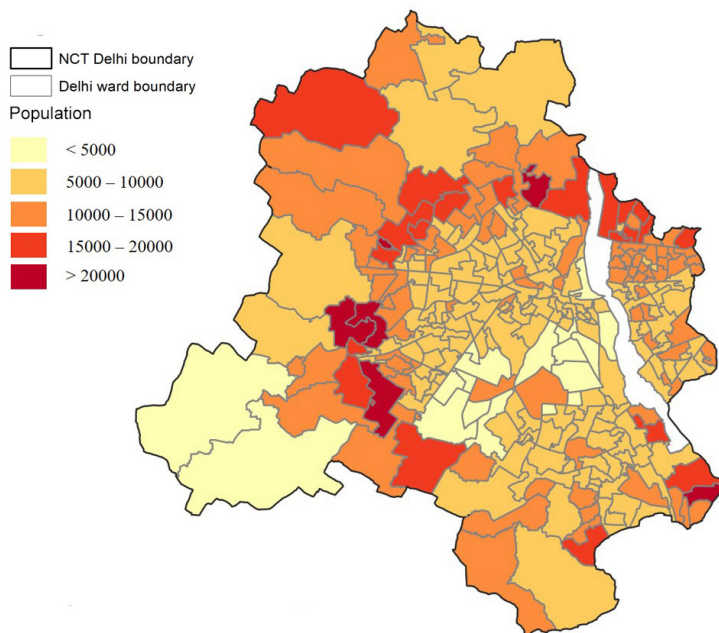 NCT Delhi boundary
Delhi ward boundary
Population
< 5000
5000 – 10000
10000 – 15000
15000 – 20000
> 20000